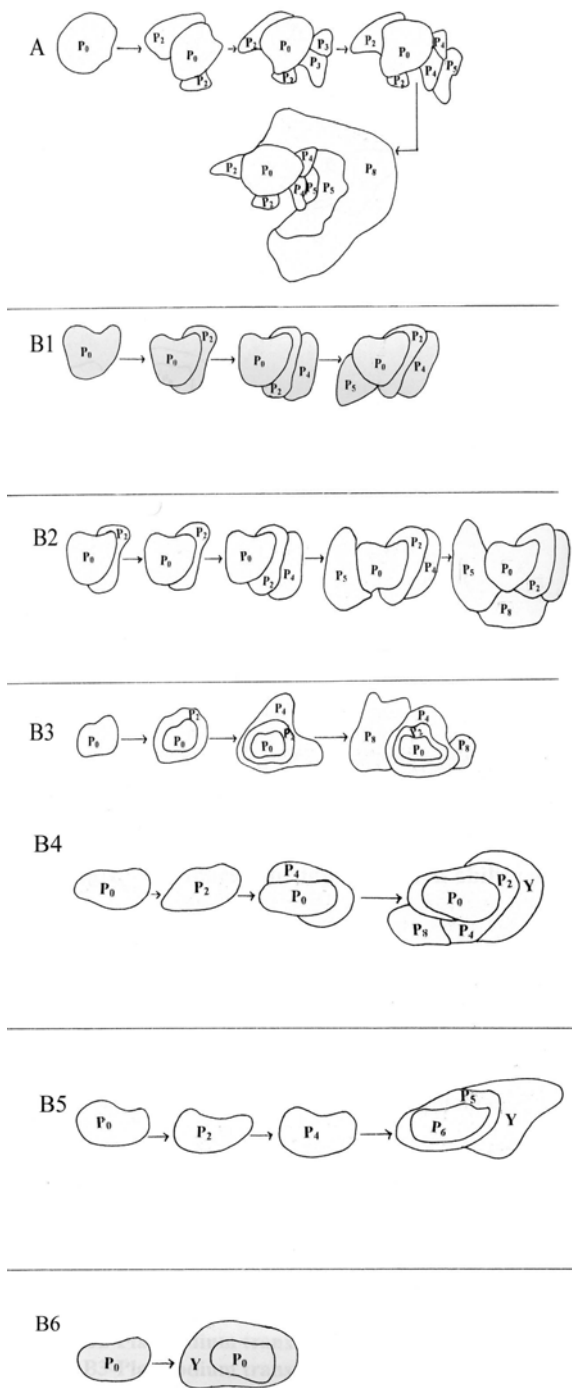 A P₀ P₂ P₀ P₂ P₂ P₀ P₃ P₃ P₂ P₂ P₀ P₄ P₄ P₅ P₂
P₂ P₀ P₄ P₄ P₅ P₅ P₈ P₂
B1 P₀ P₀ P₂ P₀ P₂ P₄ P₅ P₀ P₂ P₄
B2 P₀ P₂ P₀ P₂ P₀ P₂ P₄ P₅ P₀ P₂ P₄ P₅ P₀ P₂ P₈
B3 P₀ P₂ P₀ P₄ P₂ P₀ P₈ P₄ P₂ P₀ P₈
B4
P₀ P₂ P₄ P₀ P₀ P₂ Y P₈ P₄
B5 P₀ P₂ P₄ P₅ P₆ Y
B6 P₀ Y P₀